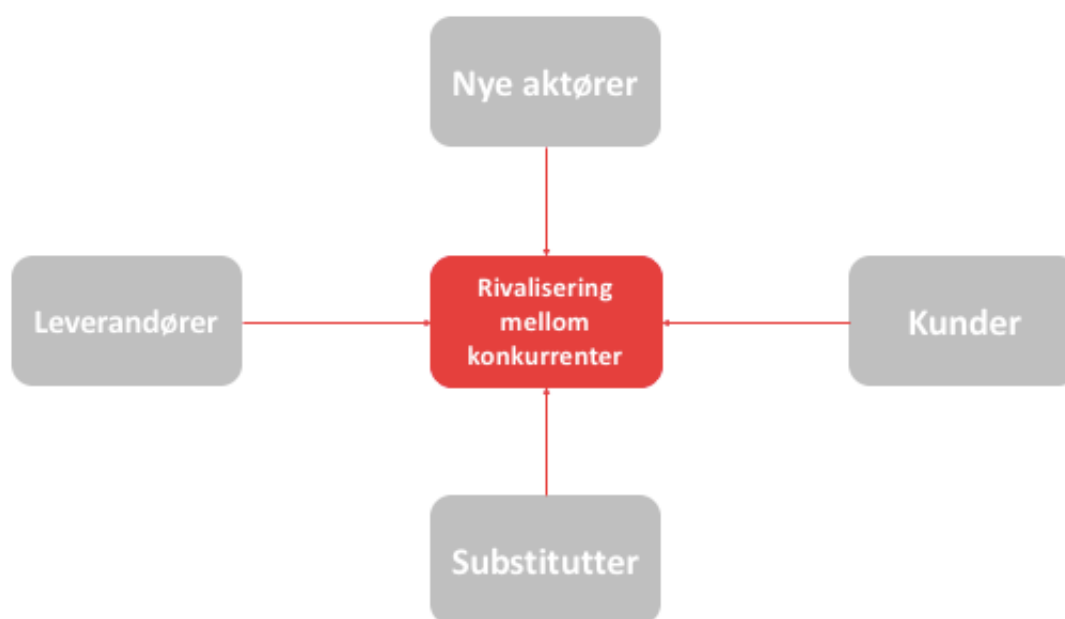 Nye aktører
Leverandører
Rivalisering
mellom
konkurrenter
Kunder
Substitutter